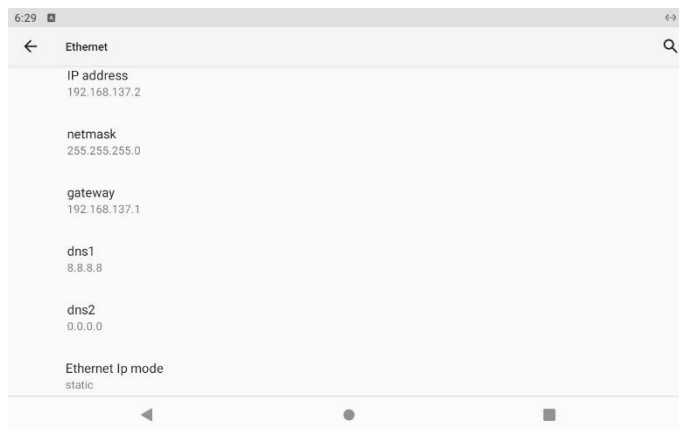 6:29
Ethernet
IP address
192.168.137.2
netmask
255.255.255.0
gateway
192.168.137.1
dns1
8.8.8.8
dns2
0.0.0.0
Ethernet Ip mode
static